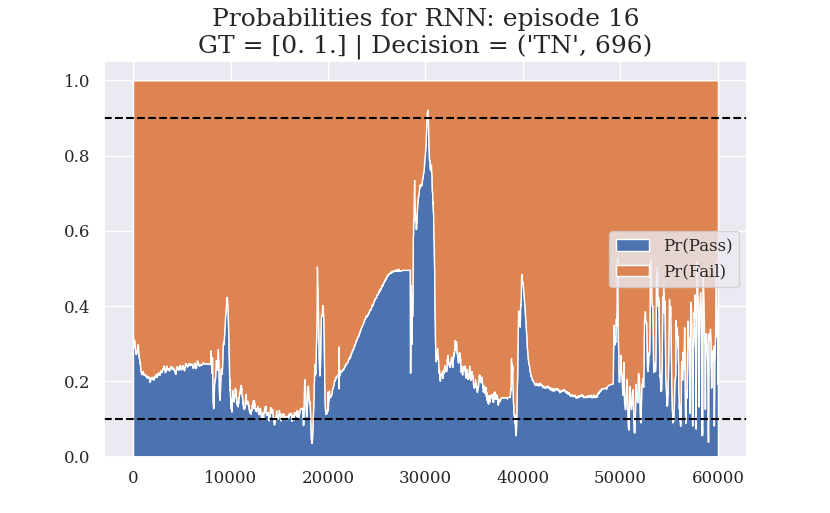 Probabilities for RNN: episode 16
GT = [0. 1.] | Decision = ('TN', 696)
1.0
0.8
0.6
0.4
0.2
0.0
Pr(Pass)
Pr(Fail)
0 10000 20000 30000 40000 50000 60000